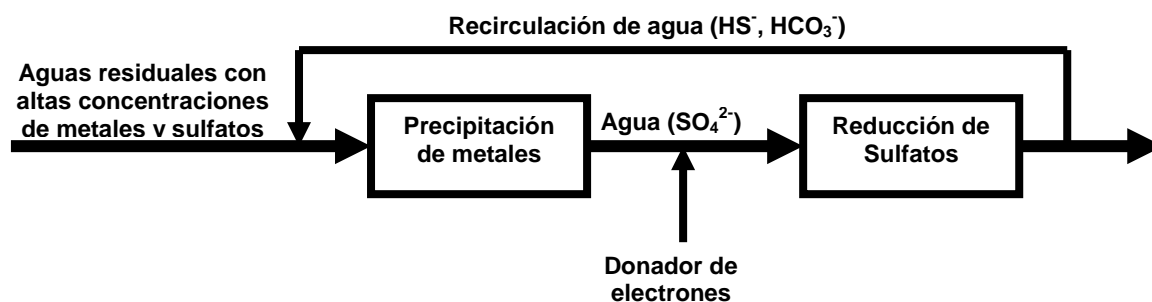 Recirculación de agua (HS⁻, HCO₃⁻)
Aguas residuales con
altas concentraciones
de metales y sulfatos
Precipitación
de metales
Agua (SO₄²⁻)
Reducción de
Sulfatos
Donador de
electrones